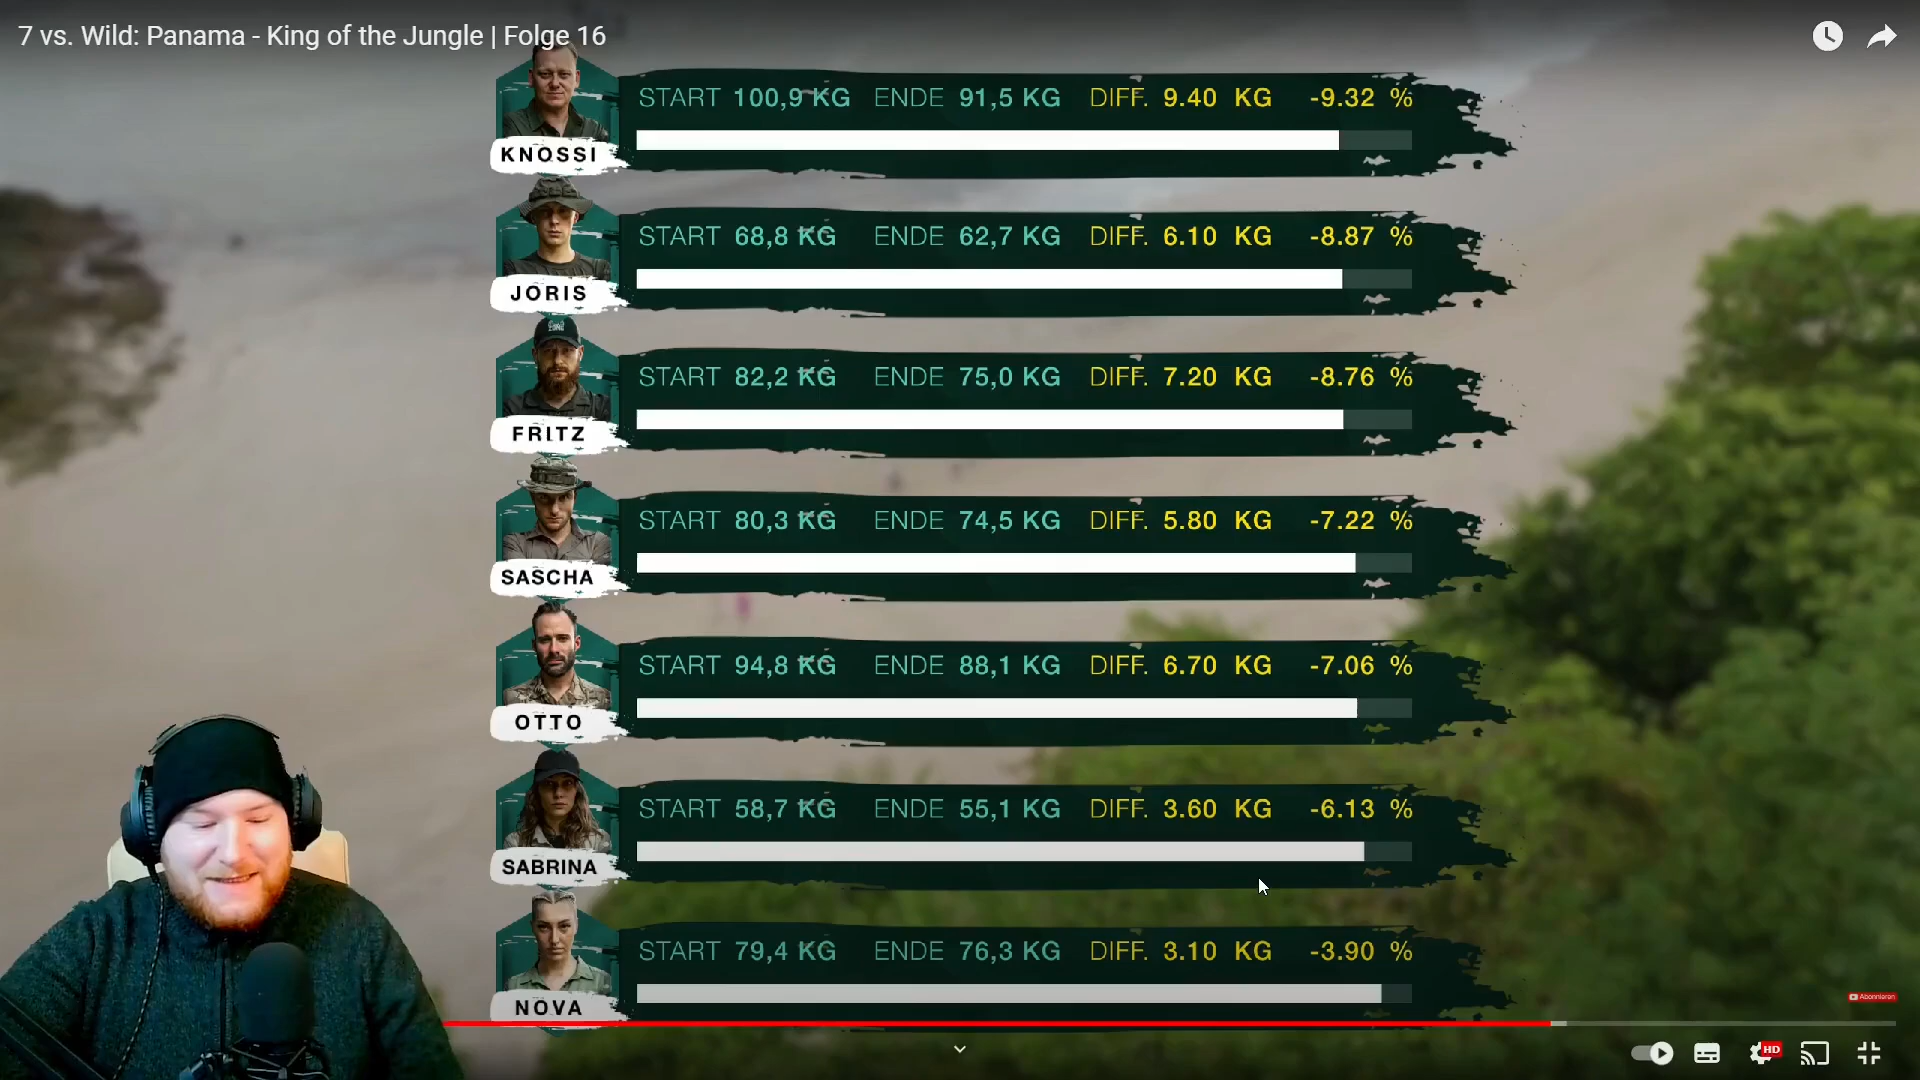 7 vs. Wild: Panama - King of the Jungle | Folge 16
START 100,9 KG ENDE 91,5 KG DIFF. 9.40 KG -9.32 %
KNOSSI
START 68,8 KG ENDE 62,7 KG DIFF. 6.10 KG -8.87 %
JORIS
START 82,2 KG ENDE 75,0 KG DIFF. 7.20 KG -8.76 %
FRITZ
START 80,3 KG ENDE 74,5 KG DIFF. 5.80 KG -7.22 %
SASCHA
START 94,8 KG ENDE 88,1 KG DIFF. 6.70 KG -7.06 %
OTTO
START 58,7 KG ENDE 55,1 KG DIFF. 3.60 KG -6.13 %
SABRINA
START 79,4 KG ENDE 76,3 KG DIFF. 3.10 KG -3.90 %
NOVA
Abonnieren
HD